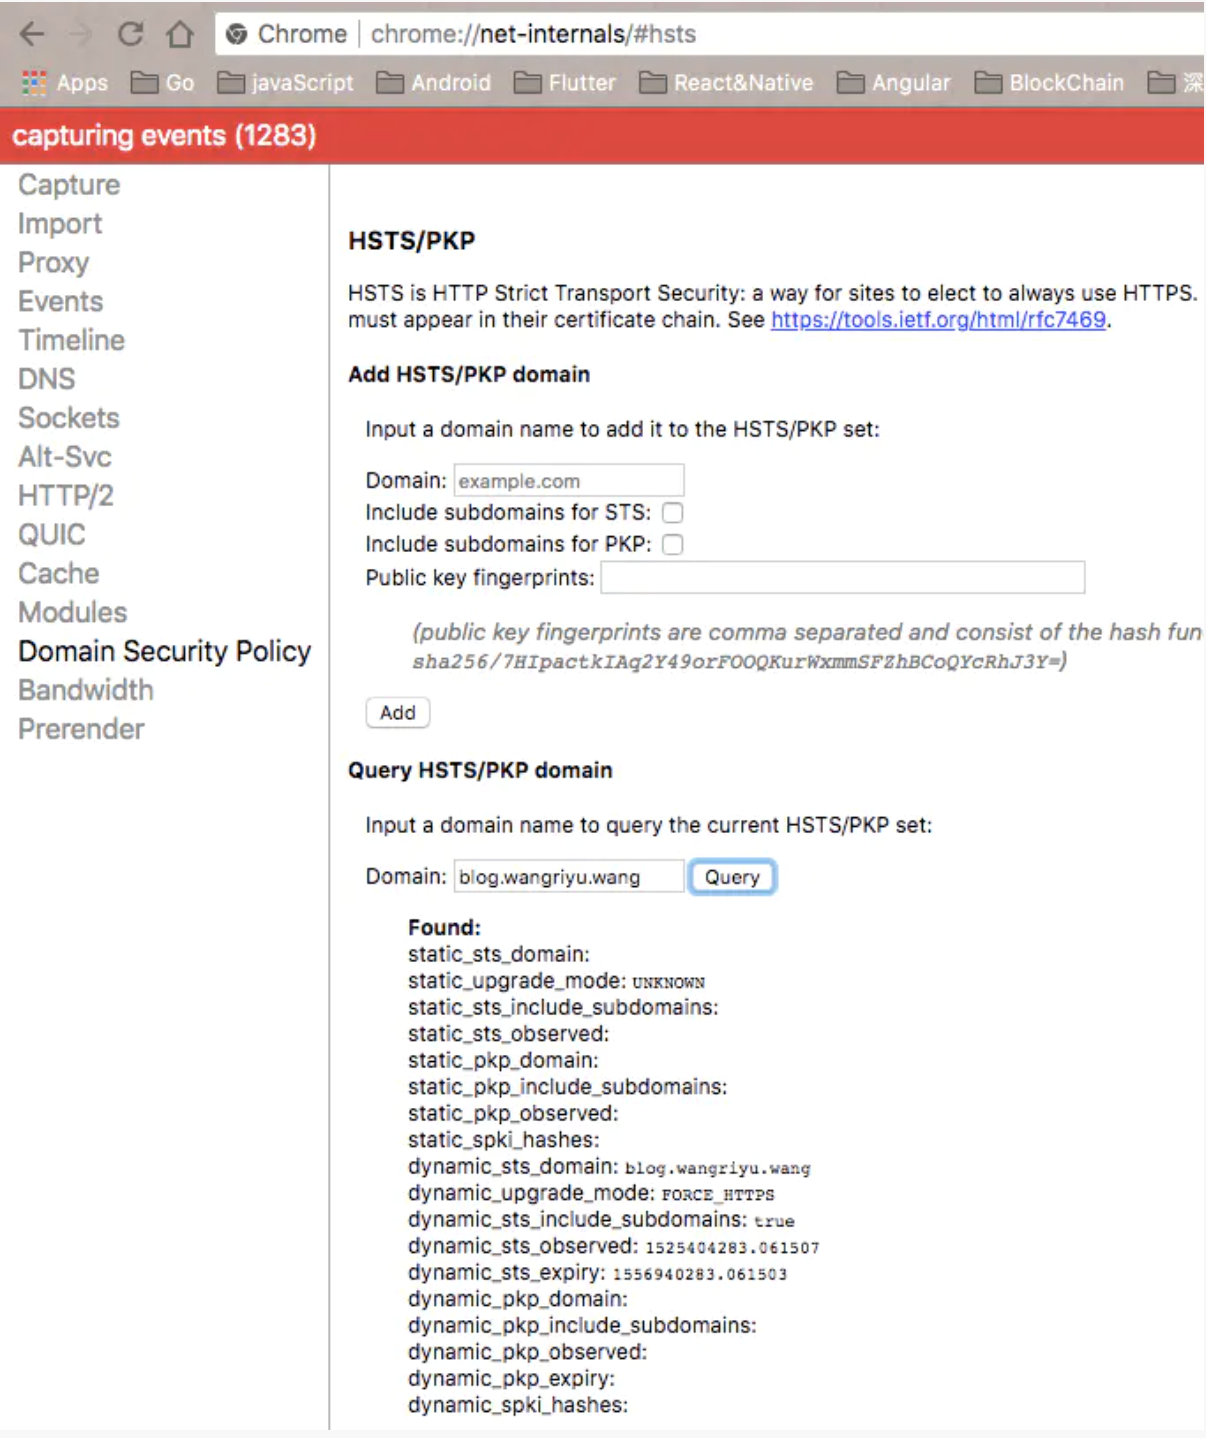 Chrome | chrome://net-internals/#hsts
Apps Go javaScript Android Flutter React&Native Angular BlockChain 深
capturing events (1283)
Capture
Import
Proxy
Events
Timeline
DNS
Sockets
Alt-Svc
HTTP/2
QUIC
Cache
Modules
Domain Security Policy
Bandwidth
Prerender
HSTS/PKP
HSTS is HTTP Strict Transport Security: a way for sites to elect to always use HTTPS.
must appear in their certificate chain. See https://tools.ietf.org/html/rfc7469.
Add HSTS/PKP domain
Input a domain name to add it to the HSTS/PKP set:
Domain: example.com
Include subdomains for STS:
Include subdomains for PKP:
Public key fingerprints:
(public key fingerprints are comma separated and consist of the hash fun
sha256/7HIpactkIAq2Y49orFOOQKurWxmmSFZhBCoQYcRhJ3Y=)
Add
Query HSTS/PKP domain
Input a domain name to query the current HSTS/PKP set:
Domain: blog.wangriyu.wang Query
Found:
static_sts_domain:
static_upgrade_mode: UNKNOWN
static_sts_include_subdomains:
static_sts_observed:
static_pkp_domain:
static_pkp_include_subdomains:
static_pkp_observed:
static_spki_hashes:
dynamic_sts_domain: blog.wangriyu.wang
dynamic_upgrade_mode: FORCE_HTTPS
dynamic_sts_include_subdomains: true
dynamic_sts_observed: 1525404283.061507
dynamic_sts_expiry: 1556940283.061503
dynamic_pkp_domain:
dynamic_pkp_include_subdomains:
dynamic_pkp_observed:
dynamic_pkp_expiry:
dynamic_spki_hashes: